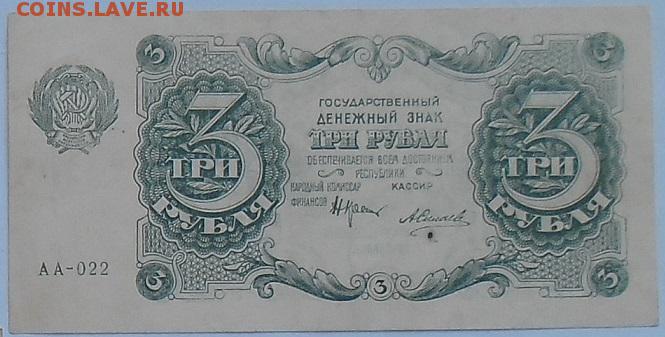 COINS.LAVE.RU
3
3
ГОСУДАРСТВЕННЫЙ
ДЕНЕЖНЫЙ ЗНАК
ТРИ РУБЛЯ
ОБЕСПЕЧИВАЕТСЯ ВСЕМ ДОСТОЯНИЕМ
РЕСПУБЛИКИ
НАРОДНЫЙ КОМИССАР
ФИНАНСОВ
КАССИР
3
ТРИ
РУБЛЯ
3
ТРИ
РУБЛЯ
АА-022
3
3
3